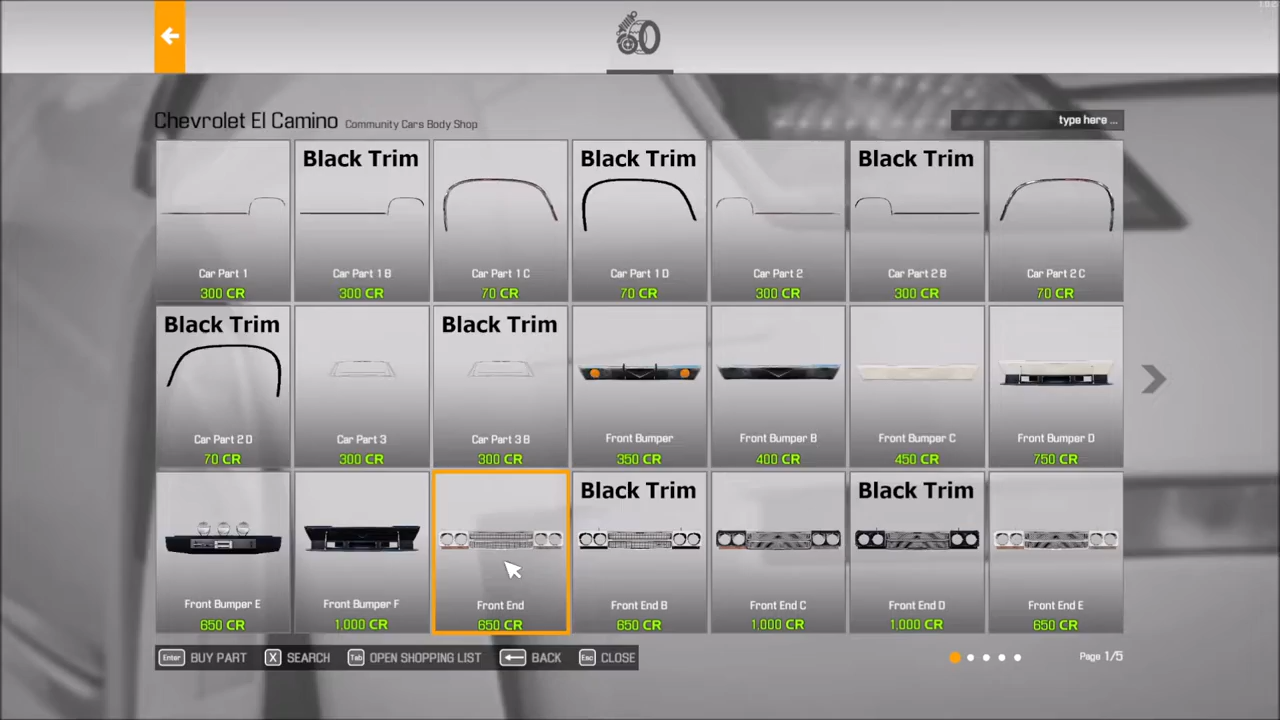 1.0.2
Chevrolet El Camino Community Cars Body Shop
type here ...
Black Trim Black Trim Black Trim
Car Part 1 Car Part 1 B Car Part 1 C Car Part 1 D Car Part 2 Car Part 2 B Car Part 2 C
300 CR 300 CR 70 CR 70 CR 300 CR 300 CR 70 CR
Black Trim Black Trim
Car Part 2 D Car Part 3 Car Part 3 B Front Bumper Front Bumper B Front Bumper C Front Bumper D
70 CR 300 CR 300 CR 350 CR 400 CR 450 CR 750 CR
Black Trim Black Trim
Front Bumper E Front Bumper F Front End Front End B Front End C Front End D Front End E
650 CR 1,000 CR 650 CR 650 CR 1,000 CR 1,000 CR 650 CR
Enter BUY PART X SEARCH Tab OPEN SHOPPING LIST BACK Esc CLOSE Page 1/5